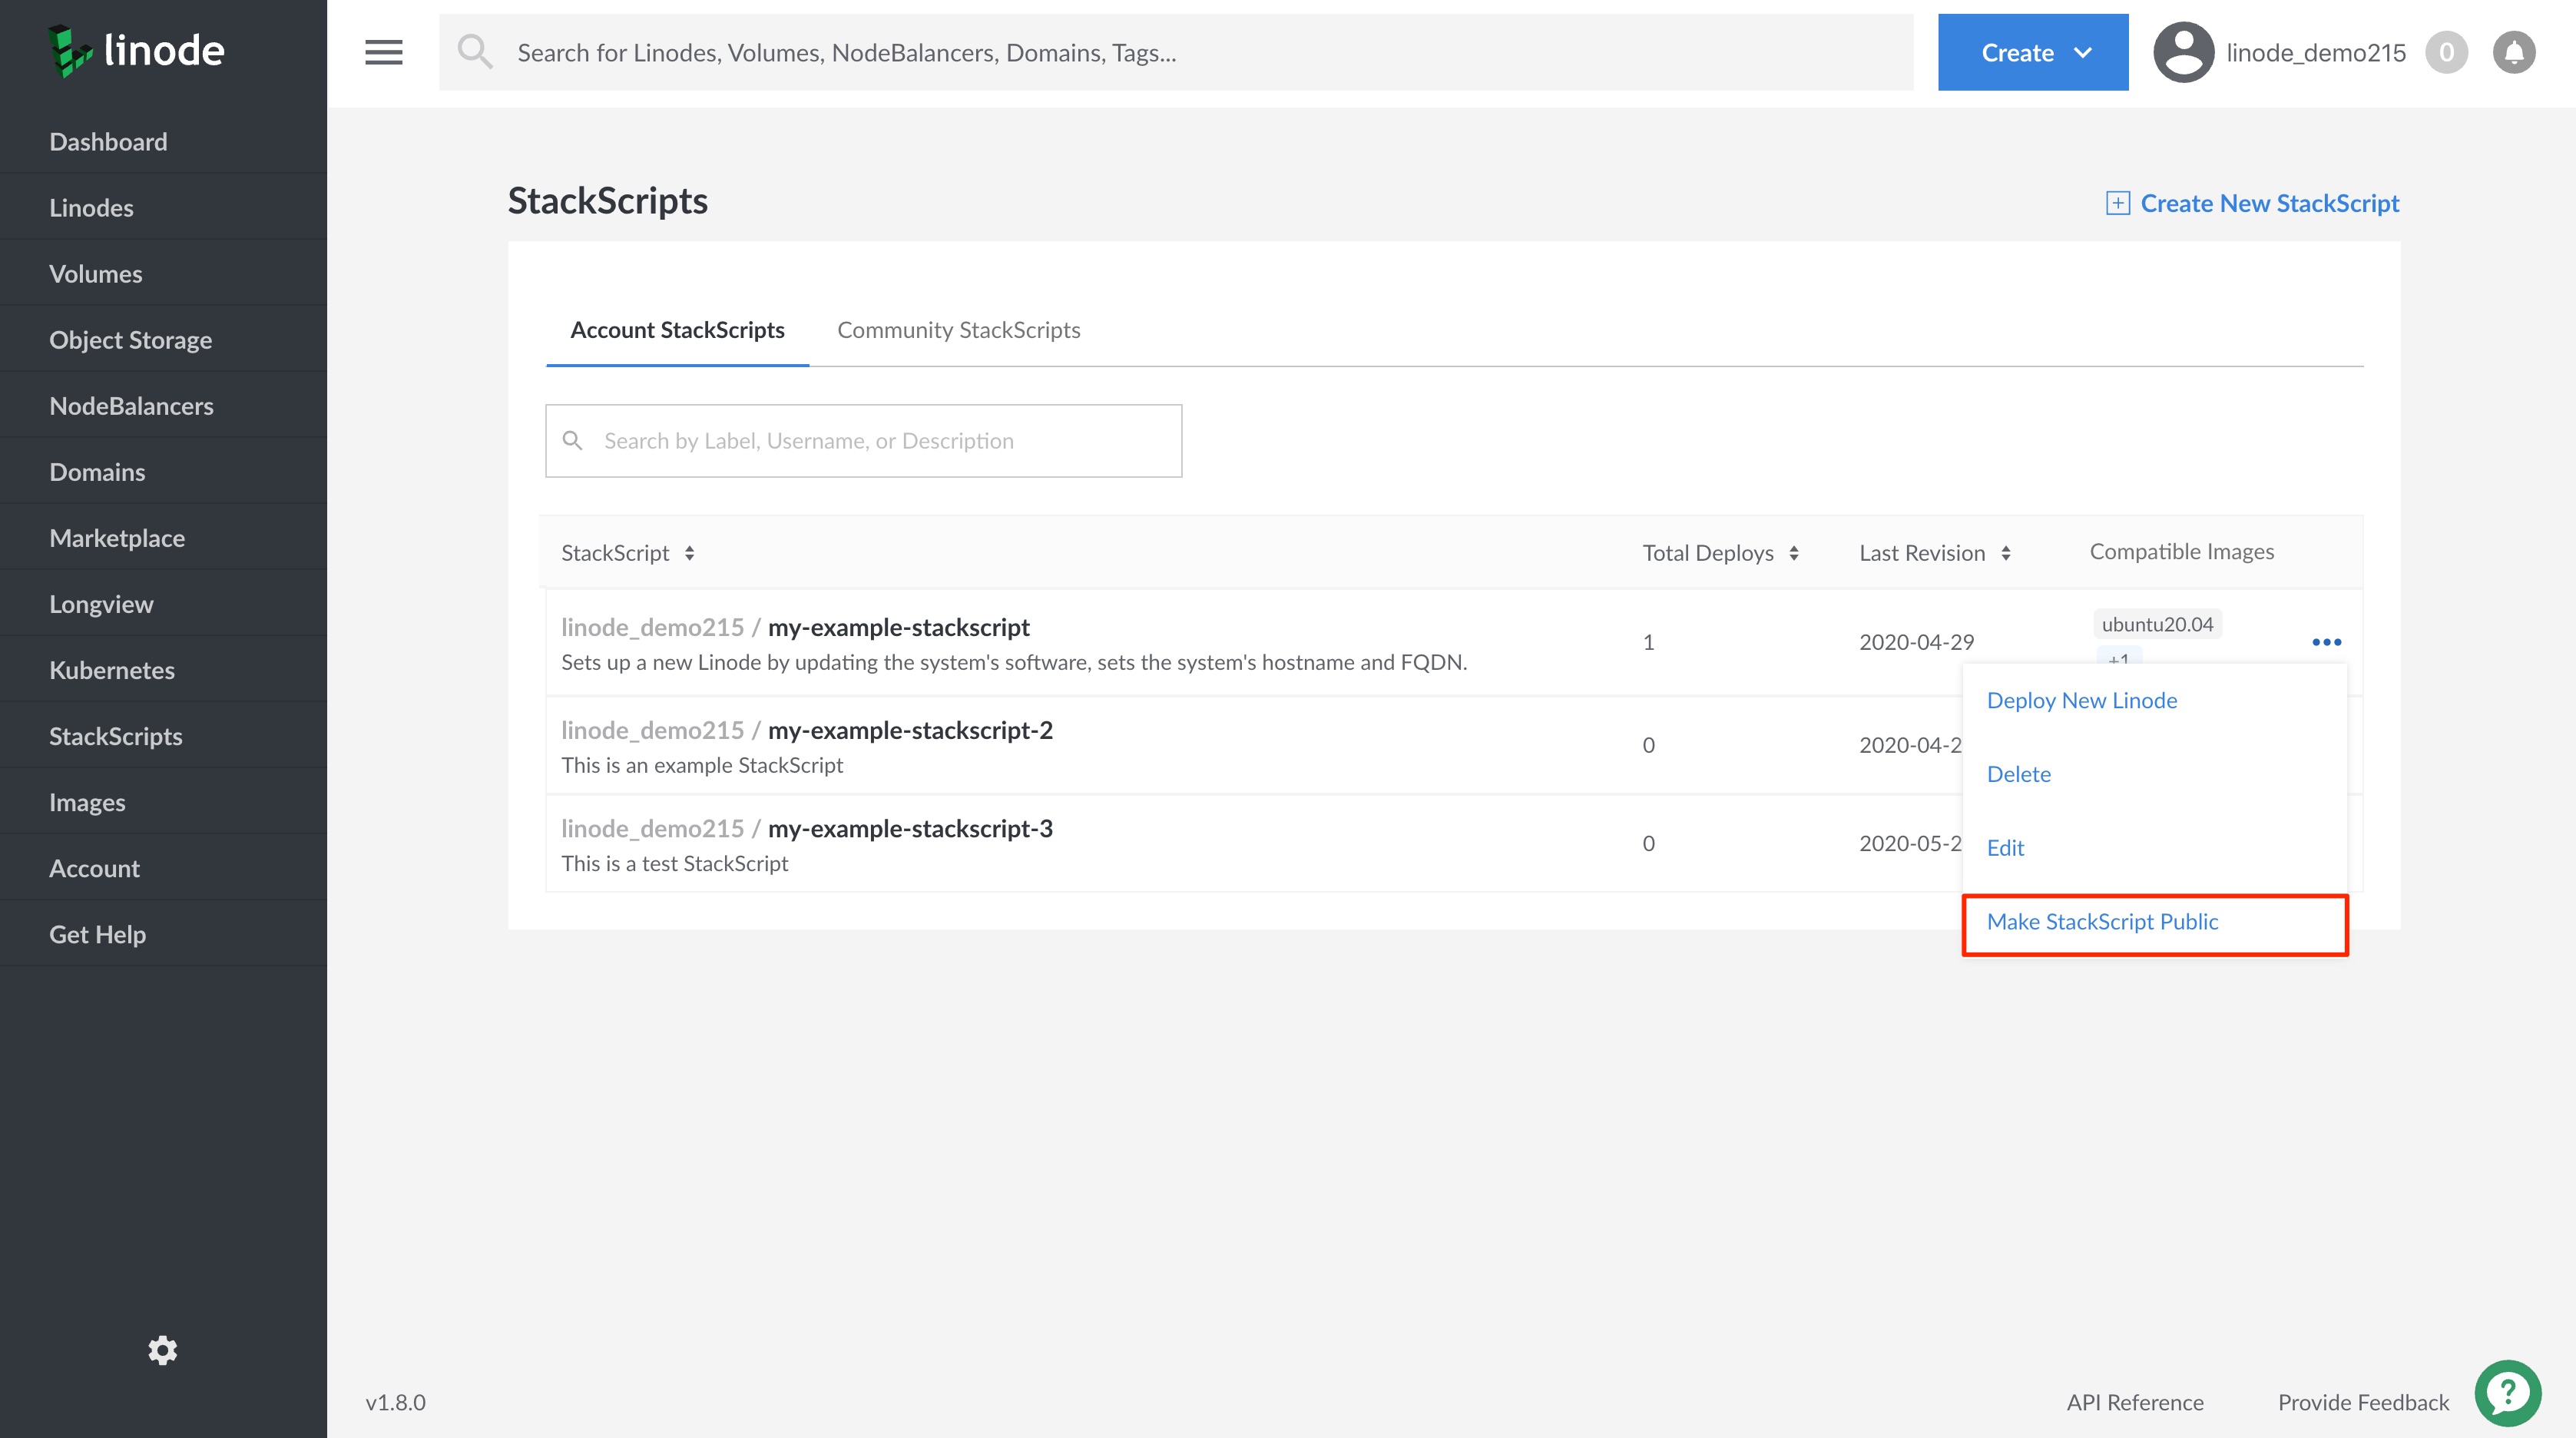 linode
Search for Linodes, Volumes, NodeBalancers, Domains, Tags...
Create
linode_demo215
0
Dashboard
Linodes
Volumes
Object Storage
NodeBalancers
Domains
Marketplace
Longview
Kubernetes
StackScripts
Images
Account
Get Help
StackScripts
Create New StackScript
Account StackScripts
Community StackScripts
Search by Label, Username, or Description
StackScript
Total Deploys
Last Revision
Compatible Images
linode_demo215 / my-example-stackscript
Sets up a new Linode by updating the system's software, sets the system's hostname and FQDN.
1
2020-04-29
ubuntu20.04
+1
linode_demo215 / my-example-stackscript-2
This is an example StackScript
0
2020-04-2
linode_demo215 / my-example-stackscript-3
This is a test StackScript
0
2020-05-2
Deploy New Linode
Delete
Edit
Make StackScript Public
v1.8.0
API Reference
Provide Feedback
?